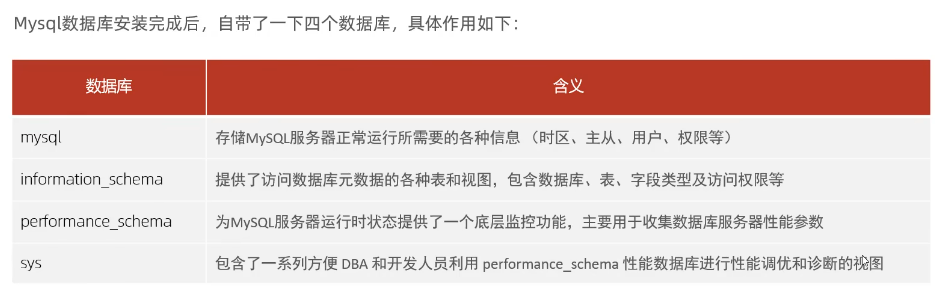 Mysql数据库安装完成后，自带了一下四个数据库，具体作用如下：
数据库 含义
mysql 存储MySQL服务器正常运行所需要的各种信息 （时区、主从、用户、权限等）
information_schema 提供了访问数据库元数据的各种表和视图，包含数据库、表、字段类型及访问权限等
performance_schema 为MySQL服务器运行时状态提供了一个底层监控功能，主要用于收集数据库服务器性能参数
sys 包含了一系列方便 DBA 和开发人员利用 performance_schema 性能数据库进行性能调优和诊断的视图